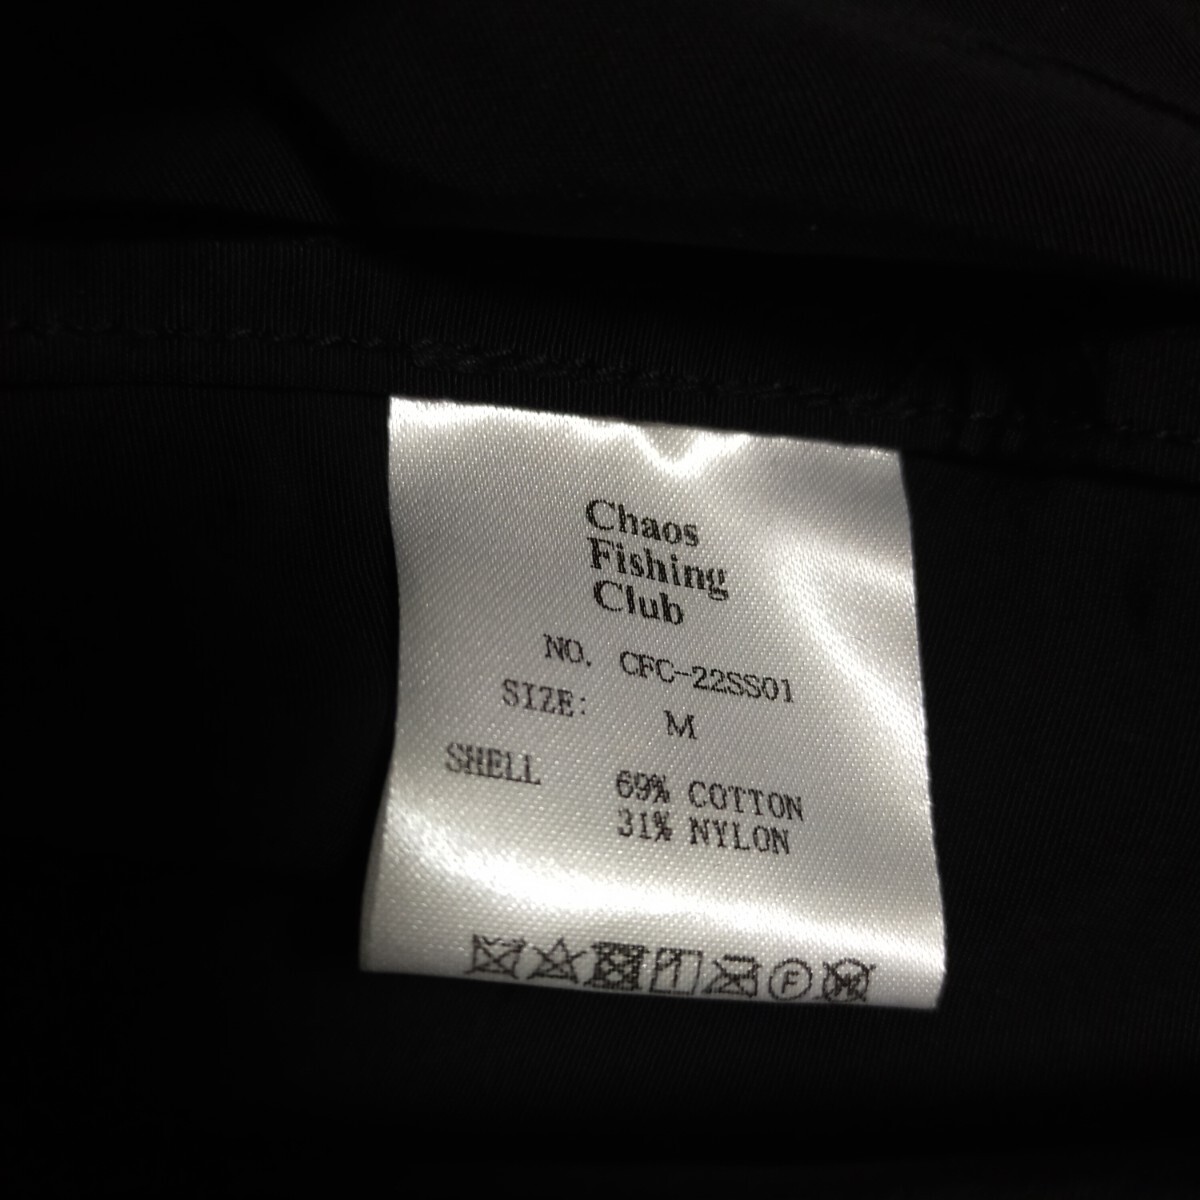 Chaos
Fishing
Club
NO. CFC-22SS01
SIZE: M
SHELL 69% COTTON
31% NYLON
F
W